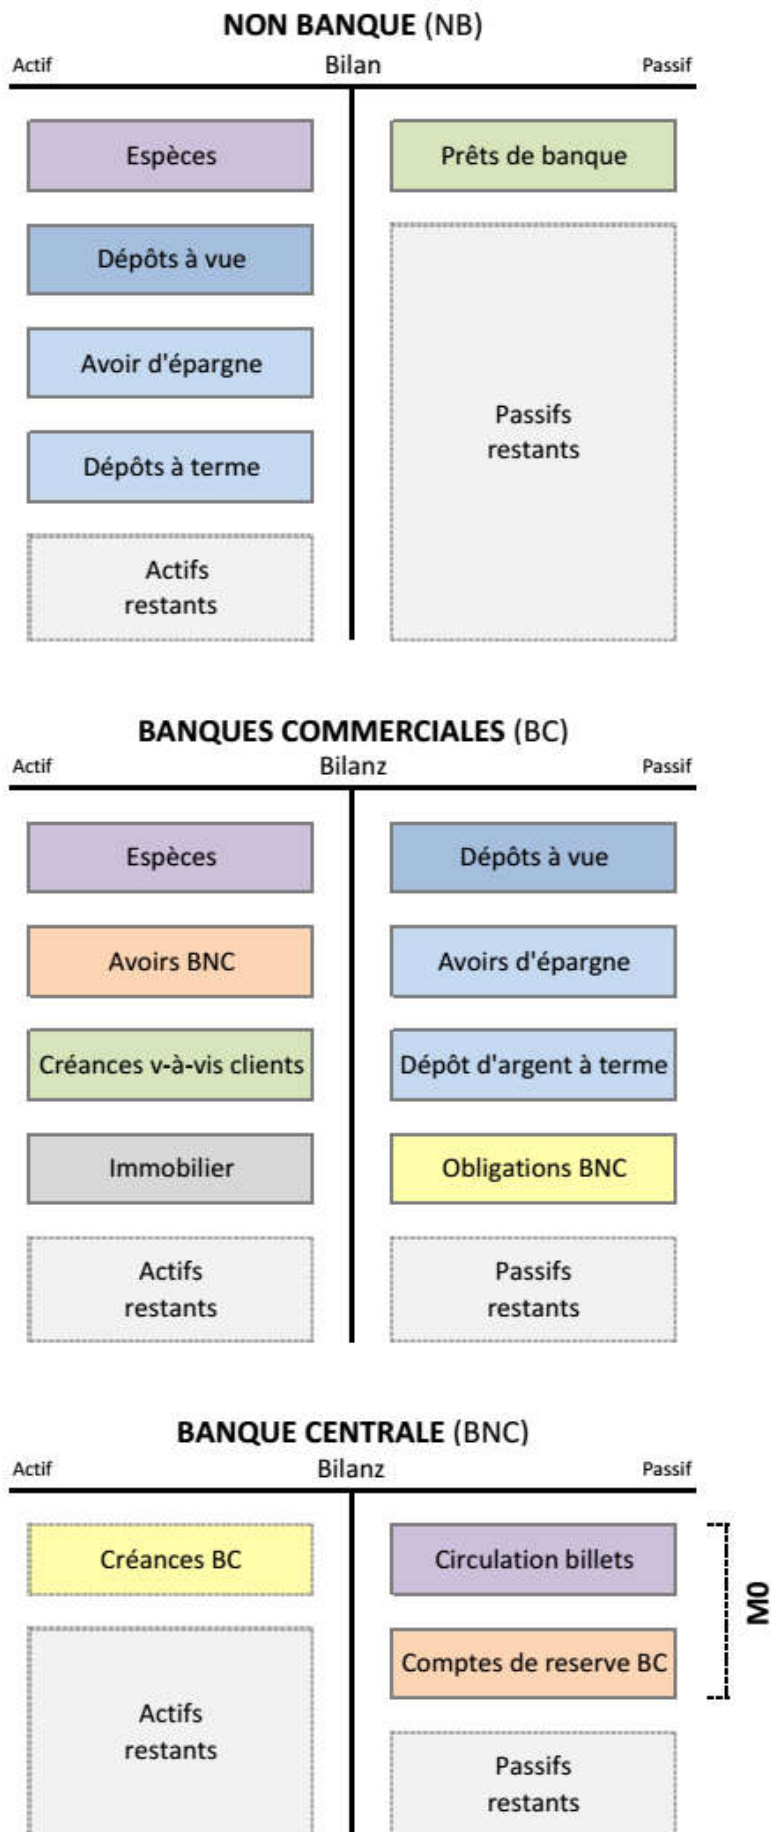 NON BANQUE (NB)
Actif Bilan Passif
Espèces Prêts de banque
Dépôts à vue
Avoir d'épargne
Dépôts à terme
Passifs
restants
Actifs
restants
BANQUES COMMERCIALES (BC)
Actif Bilanz Passif
Espèces Dépôts à vue
Avoirs BNC Avoirs d'épargne
Créances v-à-vis clients Dépôt d'argent à terme
Immobilier Obligations BNC
Actifs
restants
Passifs
restants
BANQUE CENTRALE (BNC)
Actif Bilanz Passif
Créances BC Circulation billets
Comptes de reserve BC
M0
Actifs
restants
Passifs
restants